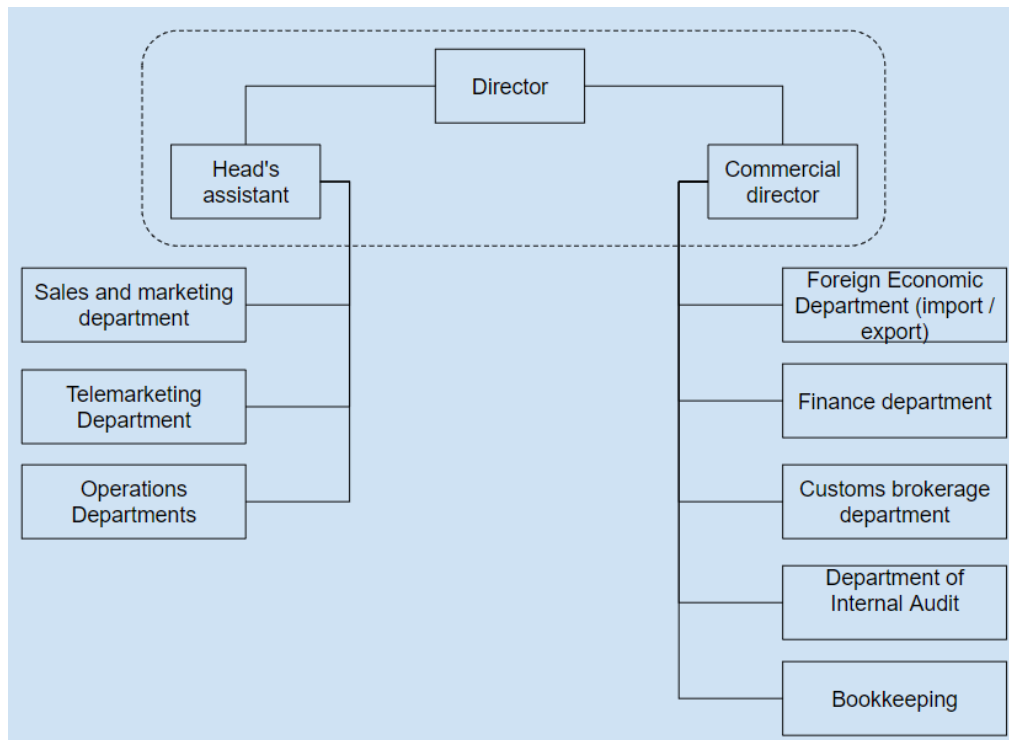 Director
Head's
assistant
Commercial
director
Sales and marketing
department
Telemarketing
Department
Operations
Departments
Foreign Economic
Department (import /
export)
Finance department
Customs brokerage
department
Department of
Internal Audit
Bookkeeping